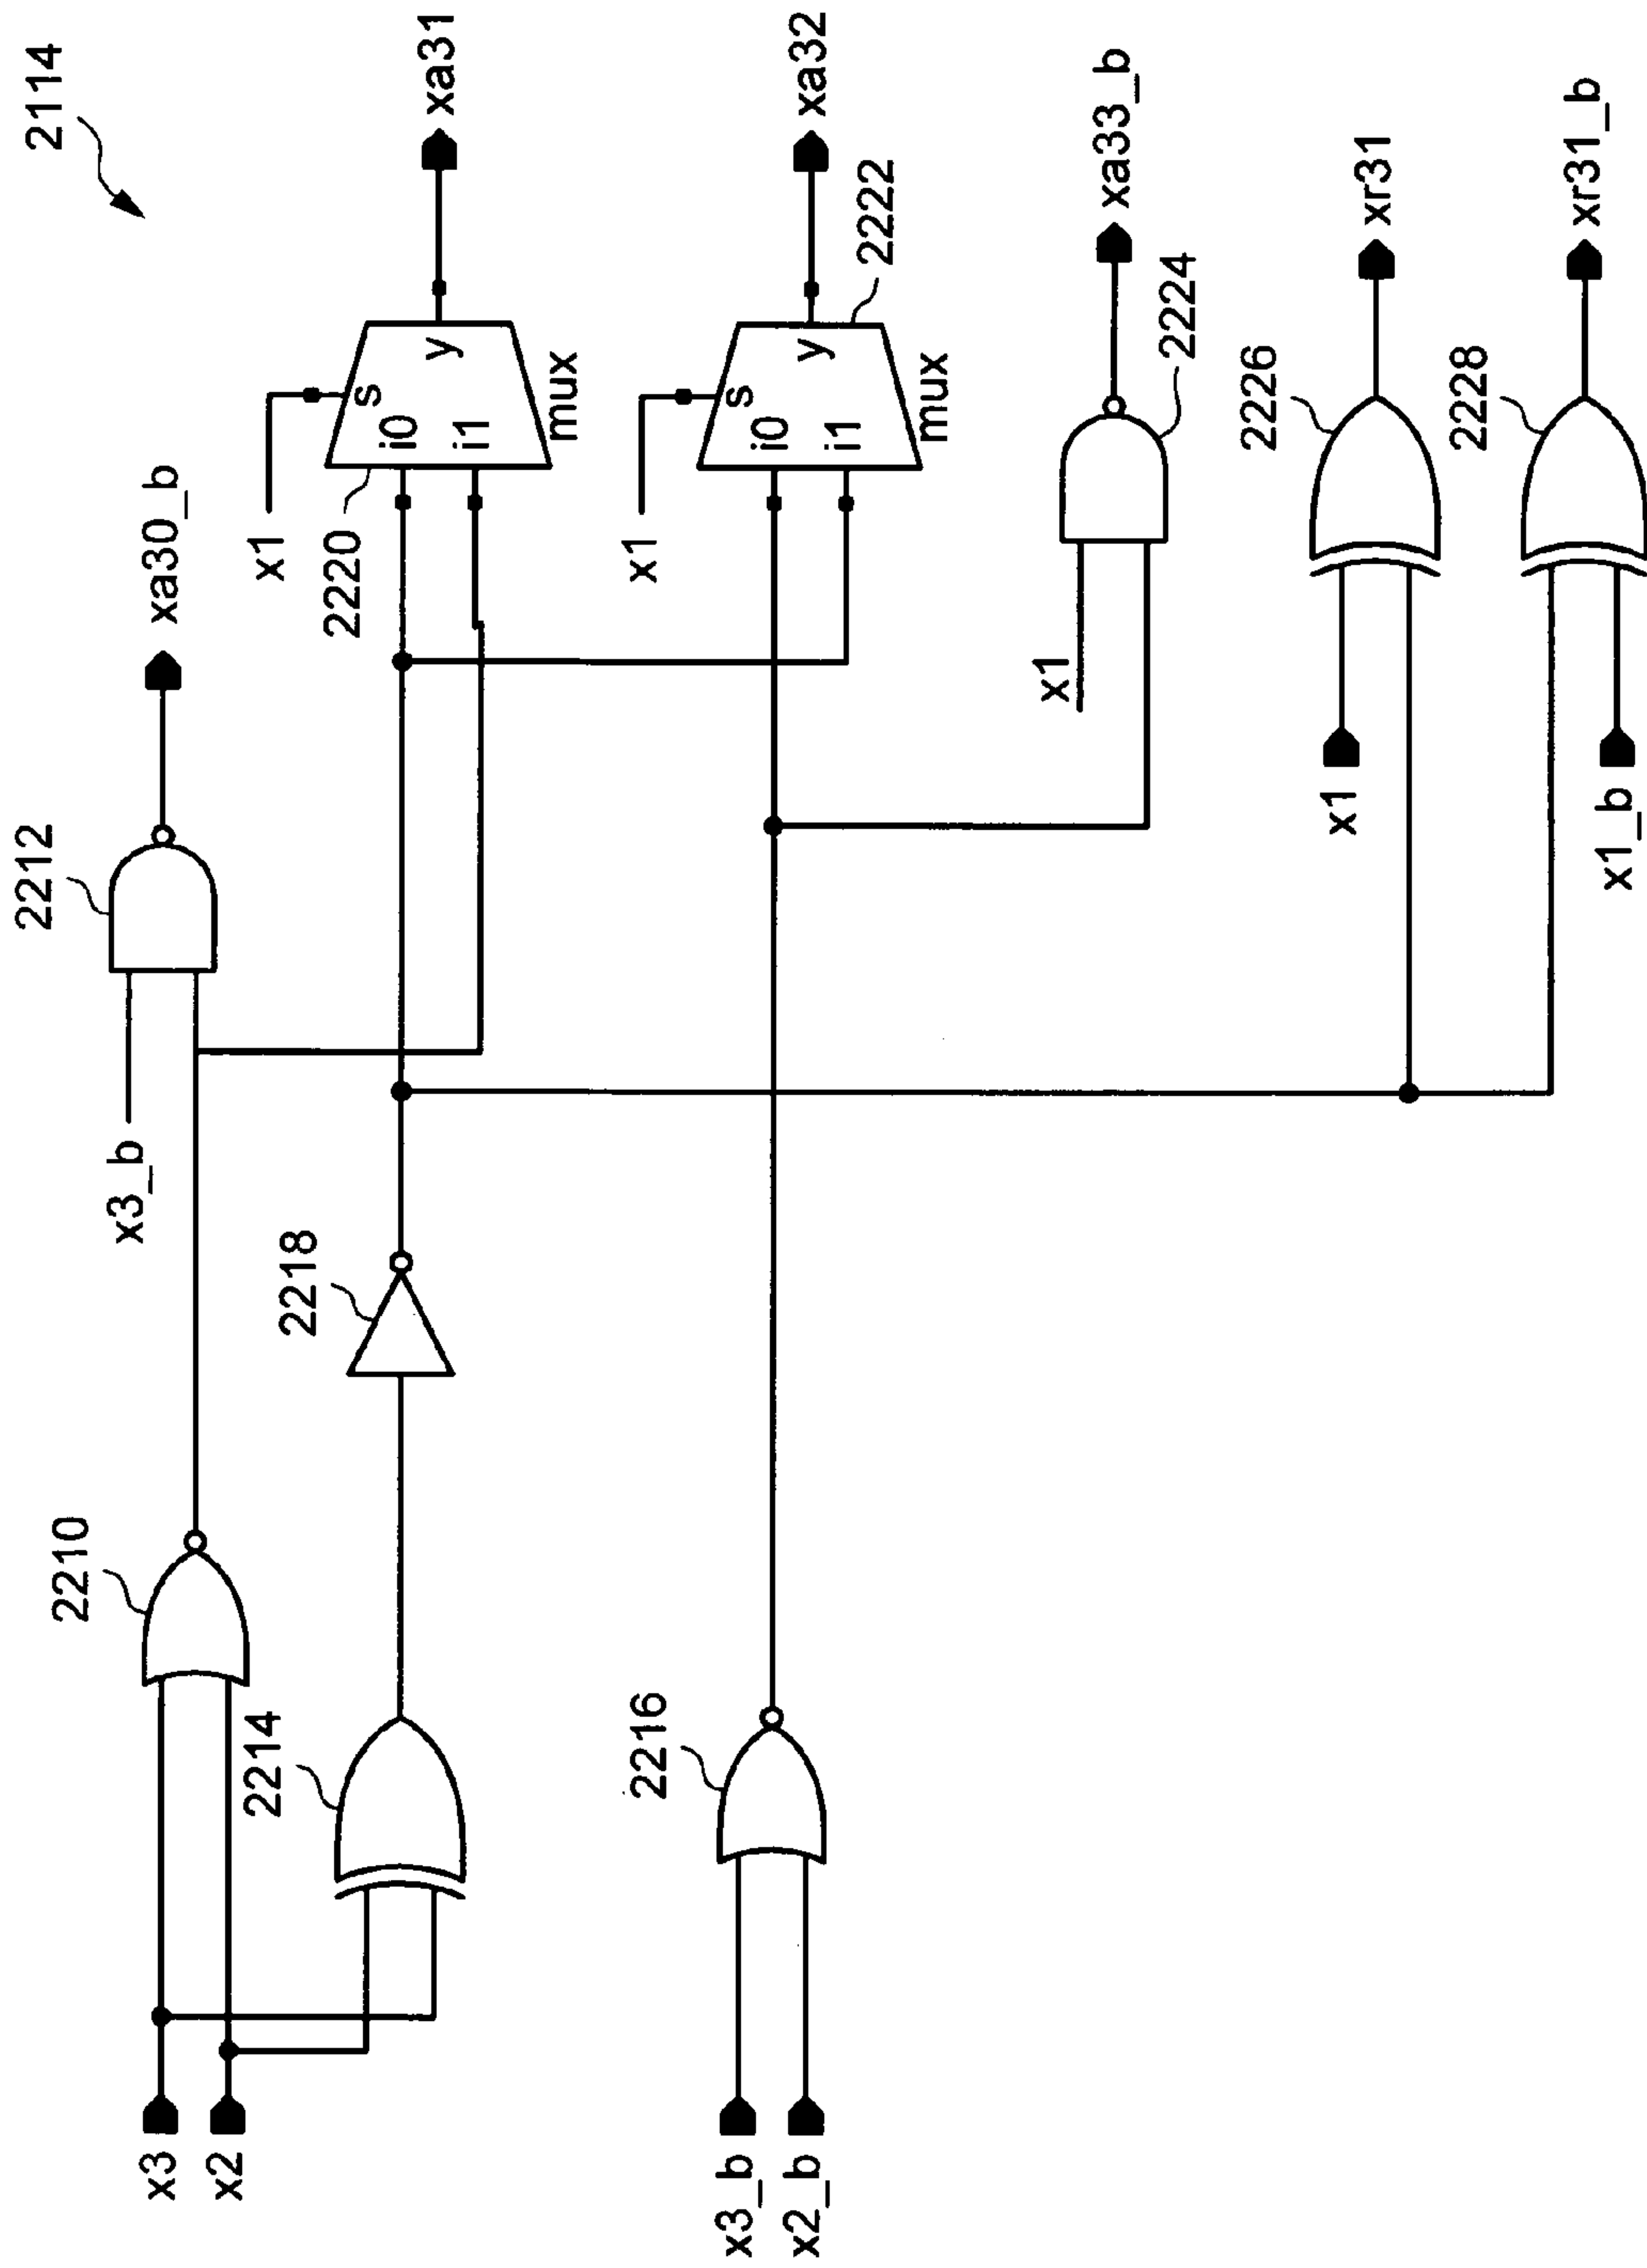 2114
x3
x2
2210
x3_b
2212
xa30_b
2214
2218
x1
2220
s
i0
i1
y
mux
xa31
x3_b
x2_b
2216
x1
s
i0
i1
y
mux
2222
xa32
x1
2224
xa33_b
x1
2226
xr31
x1_b
2228
xr31_b